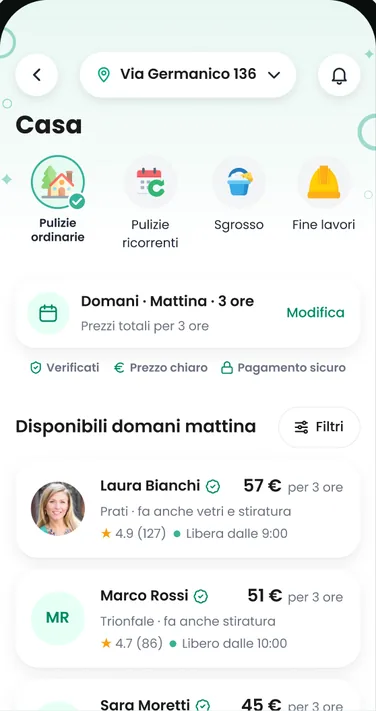 Via Germanico 136
Casa
Pulizie
ordinarie
Pulizie
ricorrenti
Sgrosso
Fine lavori
Domani · Mattina · 3 ore
Prezzi totali per 3 ore
Modifica
Verificati
Prezzo chiaro
Pagamento sicuro
Disponibili domani mattina
Filtri
Laura Bianchi
57 € per 3 ore
Prati · fa anche vetri e stiratura
★ 4.9 (127) ● Libera dalle 9:00
MR
Marco Rossi
51 € per 3 ore
Trionfale · fa anche stiratura
★ 4.7 (86) ● Libero dalle 10:00
Sara Moretti
45 € per 3 ore